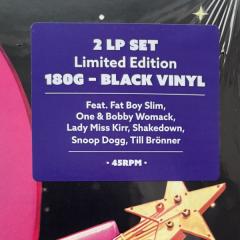 2 LP SET
Limited Edition
180G – BLACK VINYL
Feat. Fat Boy Slim,
One & Bobby Womack,
Lady Miss Kirr, Shakedown,
Snoop Dogg, Till Brönner
· 45RPM ·